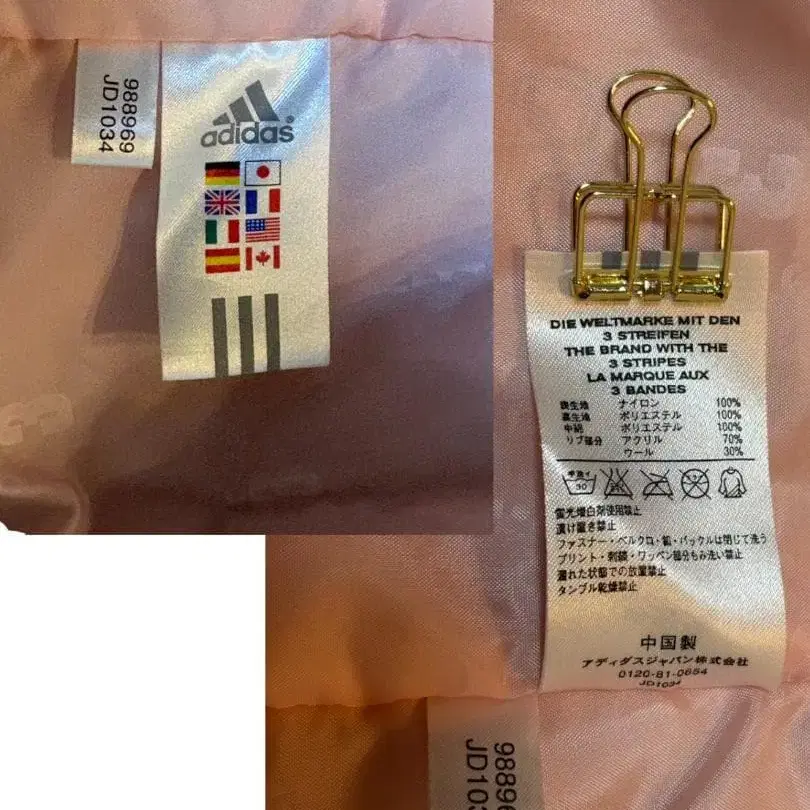 988969
JD1034
adidas
DIE WELTMARKE MIT DEN
3 STREIFEN
THE BRAND WITH THE
3 STRIPES
LA MARQUE AUX
3 BANDES
表生地 ナイロン 100%
裏生地 ポリエステル 100%
中綿 ポリエステル 100%
リブ部分 アクリル 70%
ウール 30%
手洗イ
30
蛍光増白剤使用禁止
漬け置き禁止
ファスナー・ベルクロ・紐・バックルは閉じて洗う
プリント・刺繍・ワッペン部分もみ洗い禁止
濡れた状態での放置禁止
タンブル乾燥禁止
中国製
アディダスジャパン株式会社
0120-81-0654
JD1034
98896
JD103